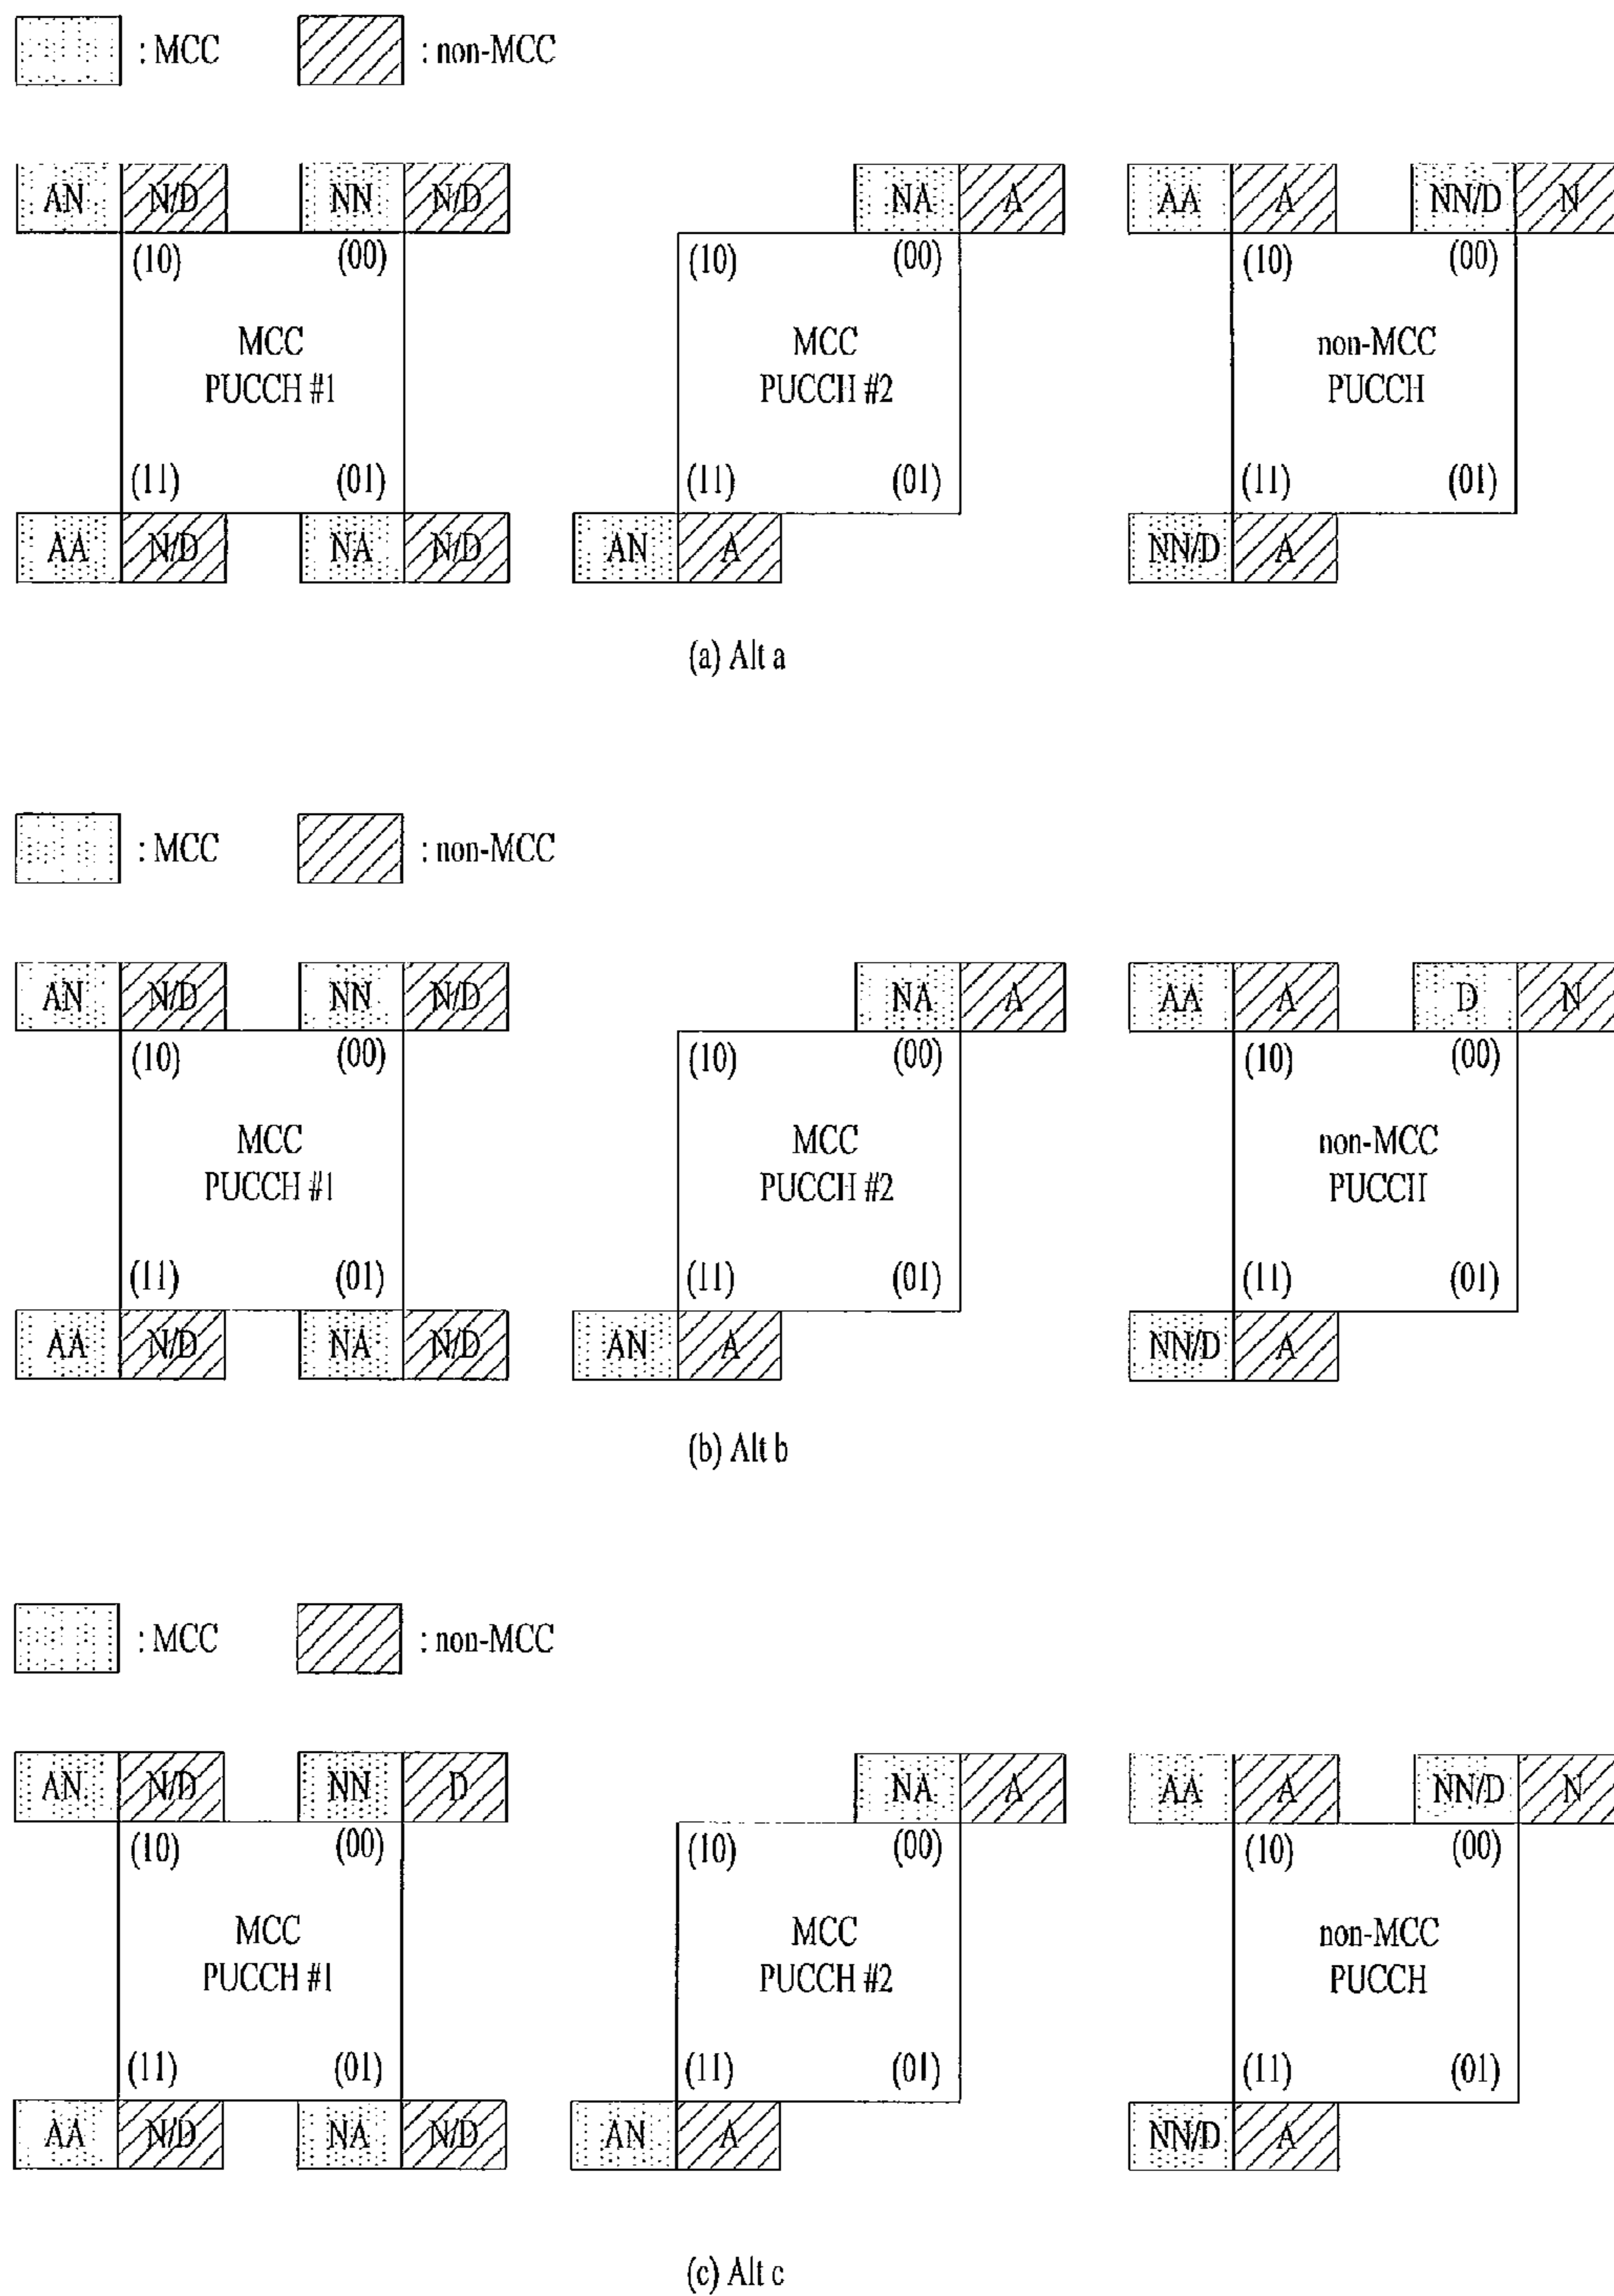 : MCC : non-MCC
AN N/D NN N/D NA A AA A NN/D N
(10) (00) (10) (00) (10) (00)
MCC MCC non-MCC
PUCCH #1 PUCCH #2 PUCCH
(11) (01) (11) (01) (11) (01)
AA N/D NA N/D AN A NN/D A
(a) Alt a
: MCC : non-MCC
AN N/D NN N/D NA A AA A D N
(10) (00) (10) (00) (10) (00)
MCC MCC non-MCC
PUCCH #1 PUCCH #2 PUCCH
(11) (01) (11) (01) (11) (01)
AA N/D NA N/D AN A NN/D A
(b) Alt b
: MCC : non-MCC
AN N/D NN D NA A AA A NN/D N
(10) (00) (10) (00) (10) (00)
MCC MCC non-MCC
PUCCH #1 PUCCH #2 PUCCH
(11) (01) (11) (01) (11) (01)
AA N/D NA N/D AN A NN/D A
(c) Alt c